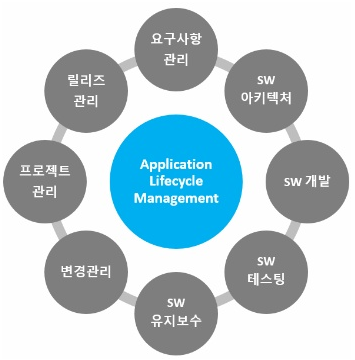 요구사항
관리
SW
아키텍처
SW 개발
SW
테스팅
SW
유지보수
변경관리
프로젝트
관리
릴리즈
관리
Application
Lifecycle
Management